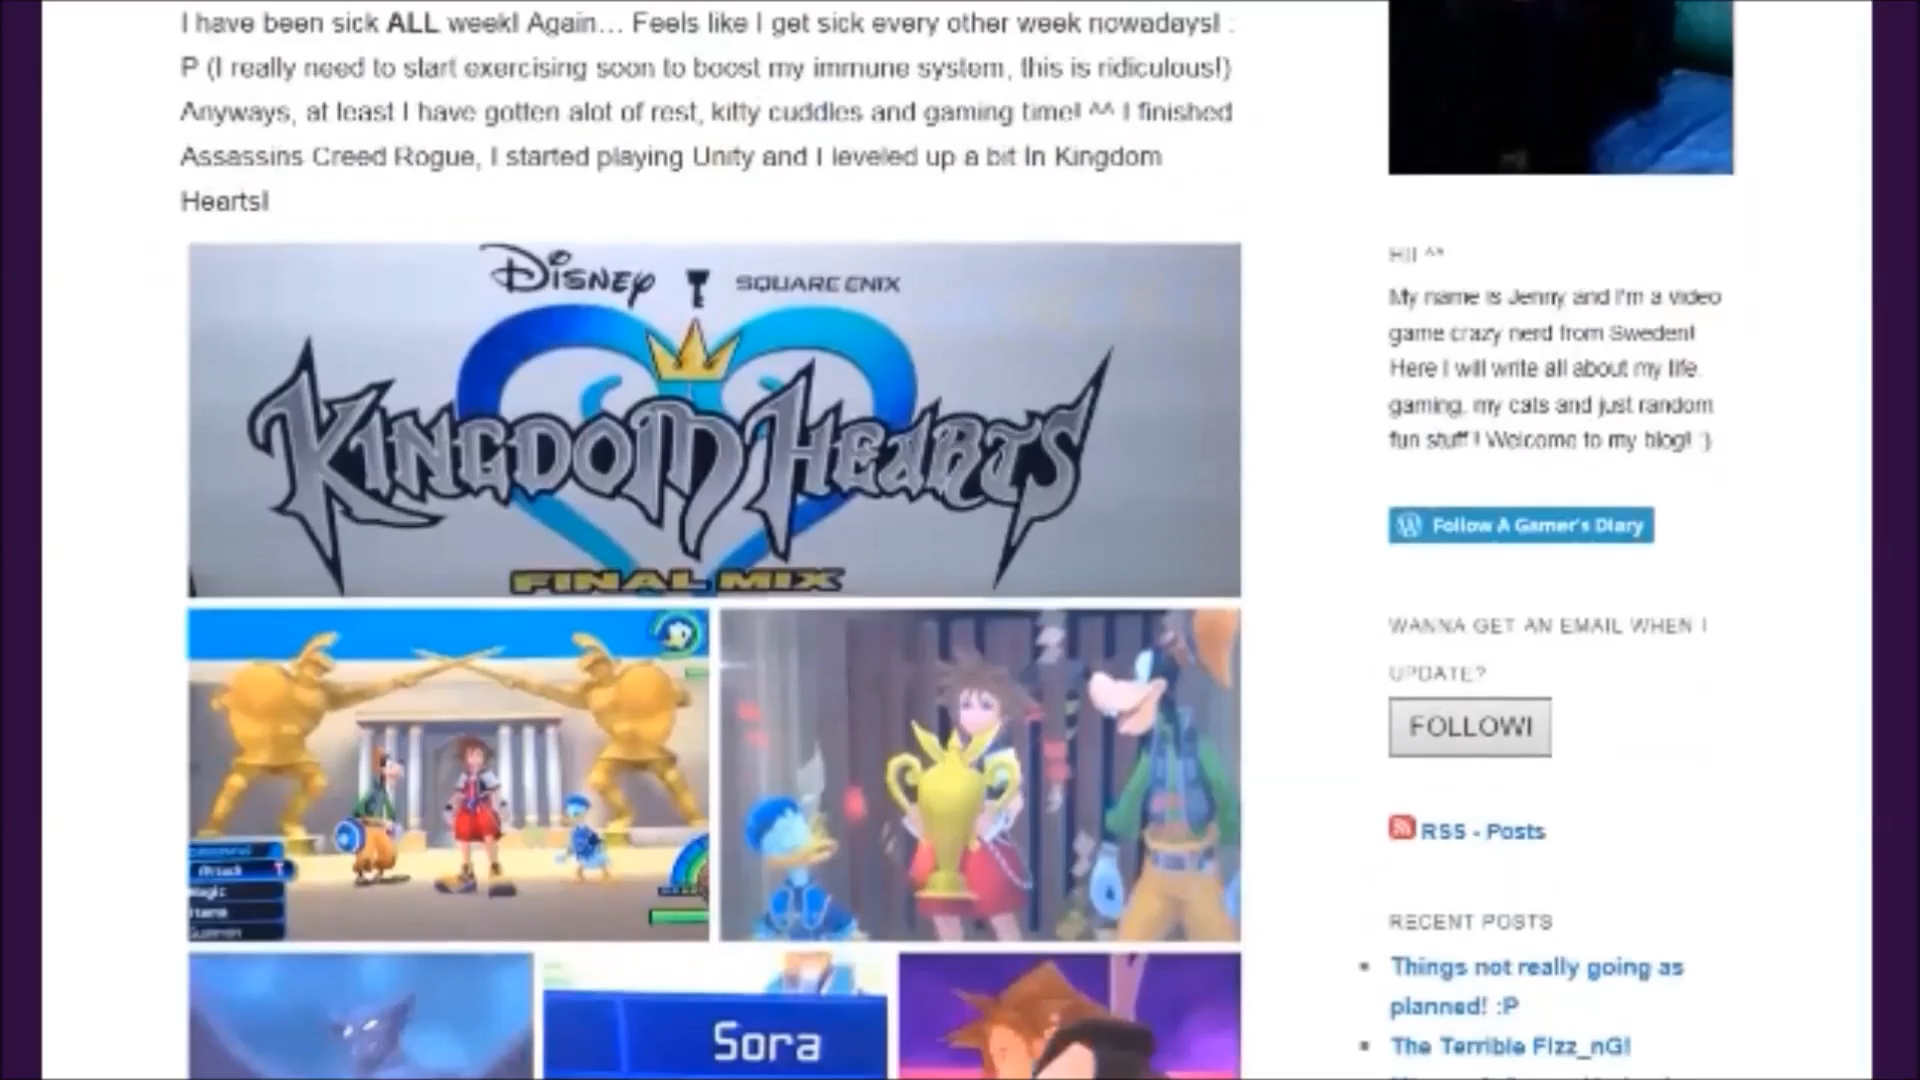 I have been sick ALL week! Again... Feels like I get sick every other week nowadays! :
P (I really need to start exercising soon to boost my immune system, this is ridiculous!)
Anyways, at least I have gotten alot of rest, kitty cuddles and gaming time! ^^ I finished
Assassins Creed Rogue, I started playing Unity and I leveled up a bit In Kingdom
Hearts!
Disney SQUARE ENIX
KINGDOM HEARTS
FINAL MIX
Attack
Magic
Items
Summon
Sora
HI! ^^
My name is Jenny and I'm a video
game crazy nerd from Sweden!
Here I will write all about my life,
gaming, my cats and just random
fun stuff! Welcome to my blog! :)
Follow A Gamer's Diary
WANNA GET AN EMAIL WHEN I
UPDATE?
FOLLOW!
RSS - Posts
RECENT POSTS
Things not really going as
planned! :P
The Terrible Fizz_nG!